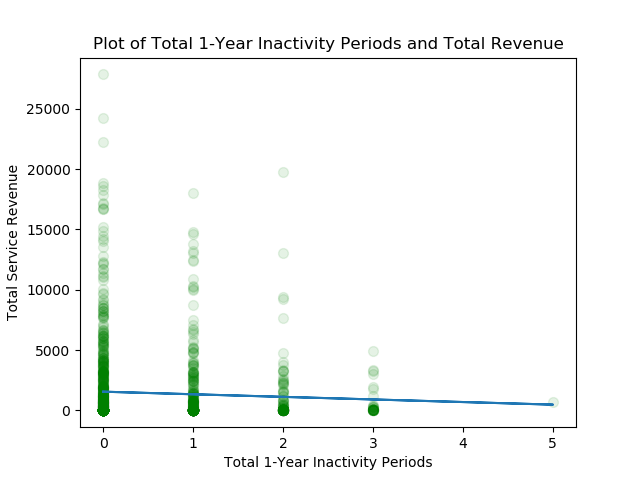 Plot of Total 1-Year Inactivity Periods and Total Revenue
25000
20000
15000
10000
5000
0
Total Service Revenue
0 1 2 3 4 5
Total 1-Year Inactivity Periods